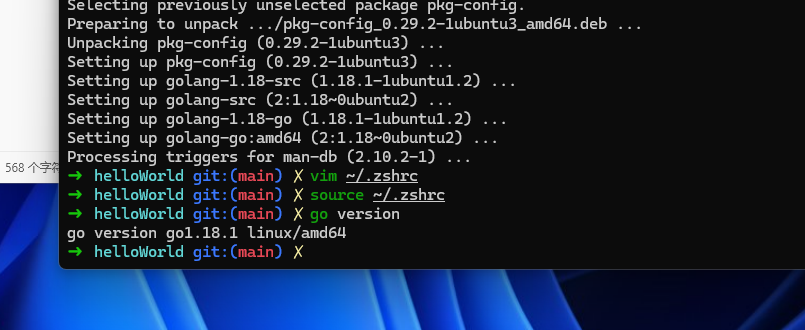 Selecting previously unselected package pkg-config.
Preparing to unpack .../pkg-config_0.29.2-1ubuntu3_amd64.deb ...
Unpacking pkg-config (0.29.2-1ubuntu3) ...
Setting up pkg-config (0.29.2-1ubuntu3) ...
Setting up golang-1.18-src (1.18.1-1ubuntu1.2) ...
Setting up golang-src (2:1.18~0ubuntu2) ...
Setting up golang-1.18-go (1.18.1-1ubuntu1.2) ...
Setting up golang-go:amd64 (2:1.18~0ubuntu2) ...
Processing triggers for man-db (2.10.2-1) ...
568 个字符
➜ helloWorld git:(main) ✗ vim ~/.zshrc
➜ helloWorld git:(main) ✗ source ~/.zshrc
➜ helloWorld git:(main) ✗ go version
go version go1.18.1 linux/amd64
➜ helloWorld git:(main) ✗